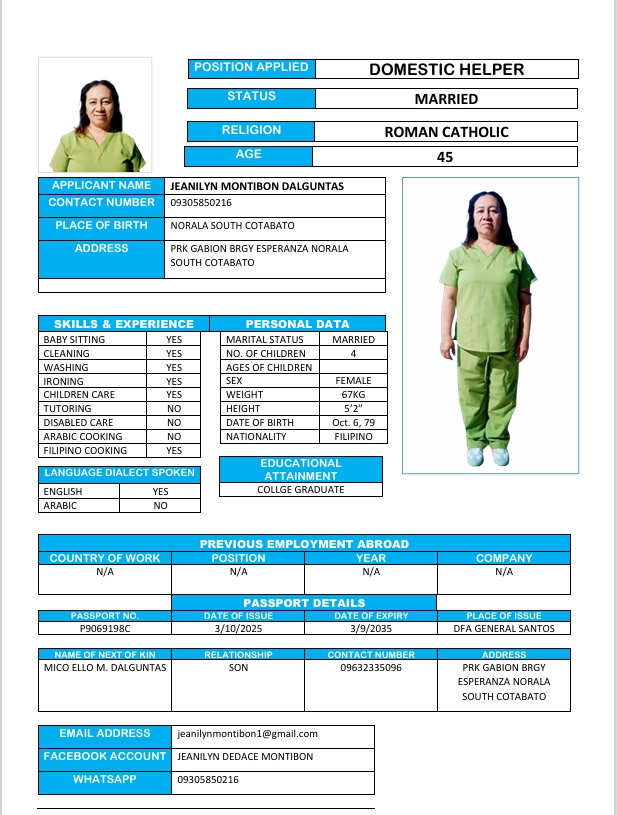 POSITION APPLIED DOMESTIC HELPER
STATUS MARRIED
RELIGION ROMAN CATHOLIC
AGE 45
APPLICANT NAME JEANILYN MONTIBON DALGUNTAS
CONTACT NUMBER 09305850216
PLACE OF BIRTH NORALA SOUTH COTABATO
ADDRESS PRK GABION BRGY ESPERANZA NORALA
SOUTH COTABATO
SKILLS & EXPERIENCE
BABY SITTING YES
CLEANING YES
WASHING YES
IRONING YES
CHILDREN CARE YES
TUTORING NO
DISABLED CARE NO
ARABIC COOKING NO
FILIPINO COOKING YES
LANGUAGE DIALECT SPOKEN
ENGLISH YES
ARABIC NO
PERSONAL DATA
MARITAL STATUS MARRIED
NO. OF CHILDREN 4
AGES OF CHILDREN
SEX FEMALE
WEIGHT 67KG
HEIGHT 5’2”
DATE OF BIRTH Oct. 6, 79
NATIONALITY FILIPINO
EDUCATIONAL
ATTAINMENT
COLLGE GRADUATE
PREVIOUS EMPLOYMENT ABROAD
COUNTRY OF WORK POSITION YEAR COMPANY
N/A N/A N/A N/A
PASSPORT DETAILS
PASSPORT NO. DATE OF ISSUE DATE OF EXPIRY PLACE OF ISSUE
P9069198C 3/10/2025 3/9/2035 DFA GENERAL SANTOS
NAME OF NEXT OF KIN RELATIONSHIP CONTACT NUMBER ADDRESS
MICO ELLO M. DALGUNTAS SON 09632335096 PRK GABION BRGY
ESPERANZA NORALA
SOUTH COTABATO
EMAIL ADDRESS jeanilynmontibon1@gmail.com
FACEBOOK ACCOUNT JEANILYN DEDACE MONTIBON
WHATSAPP 09305850216